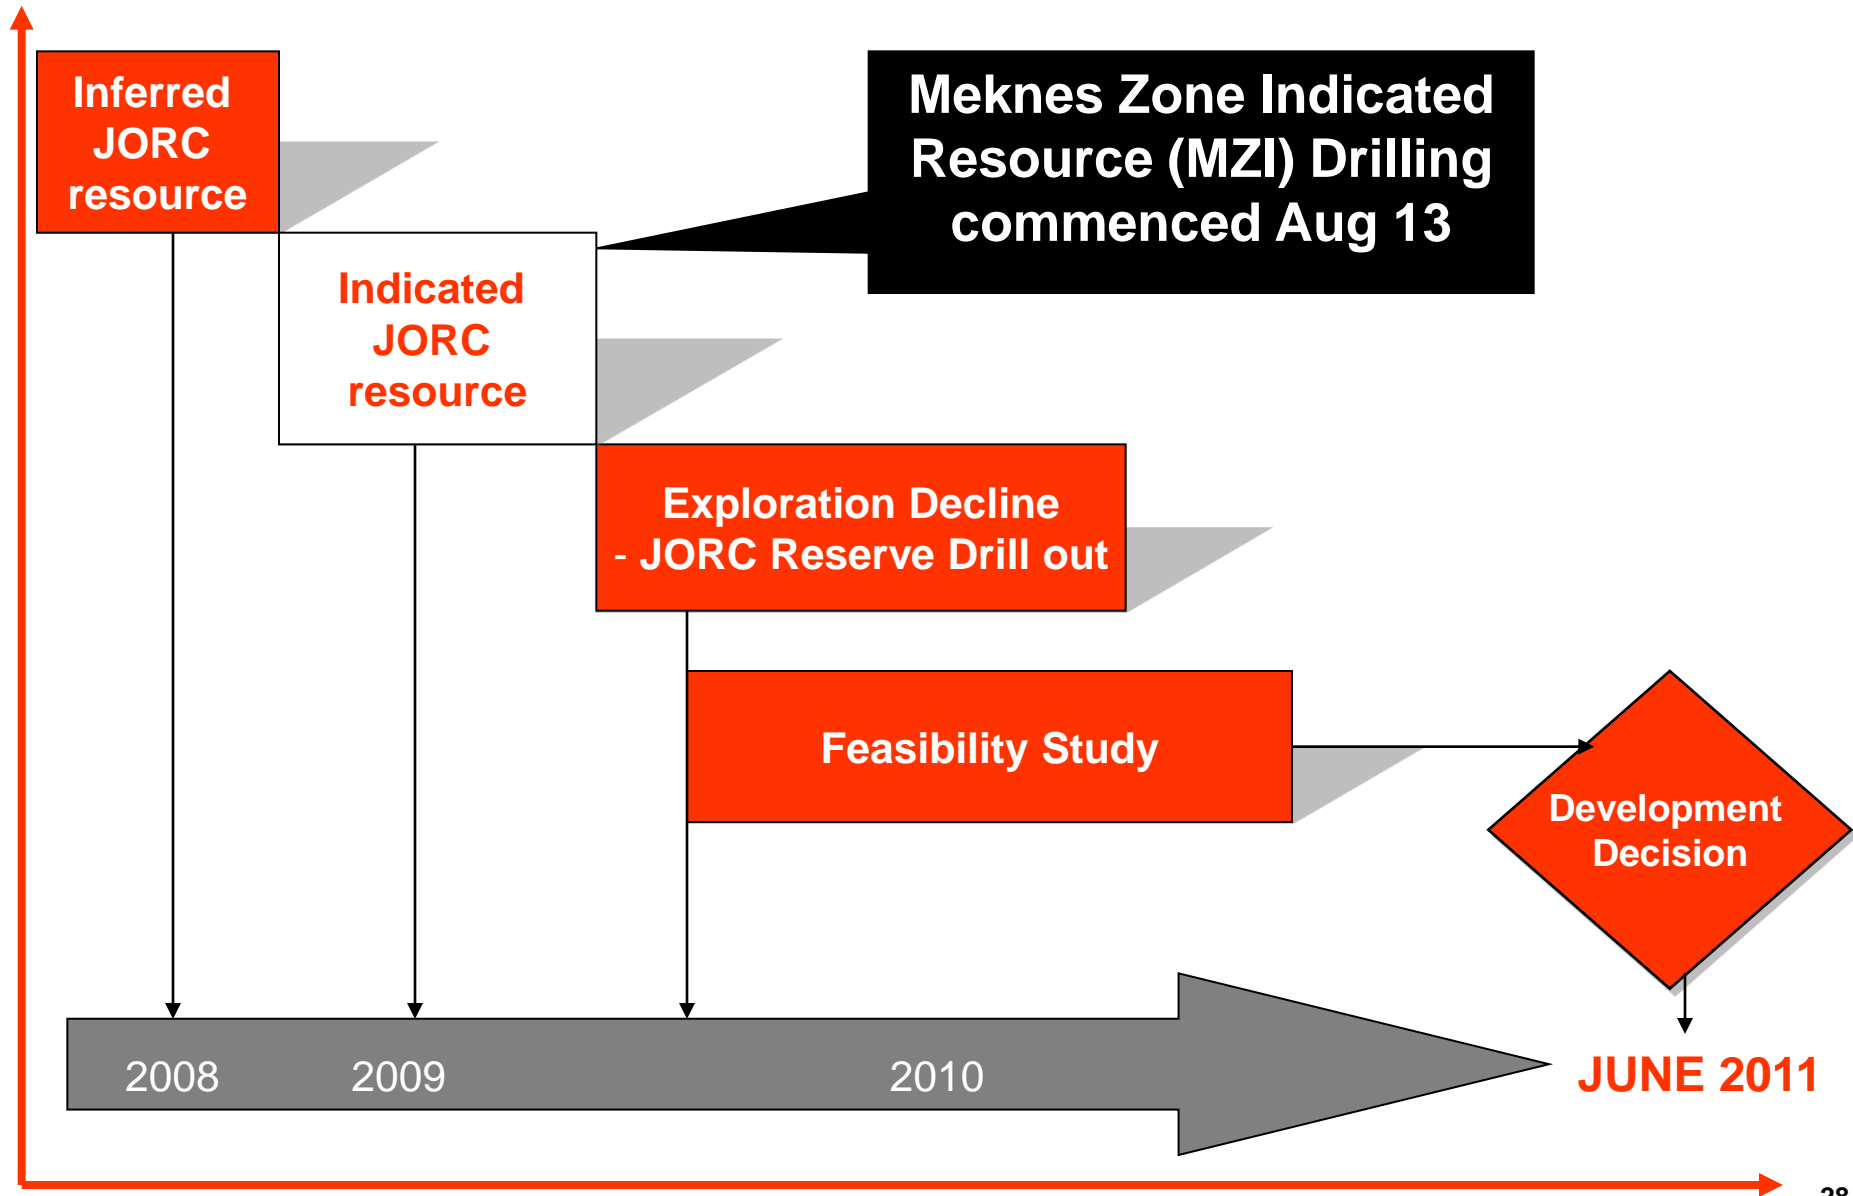 Inferred
JORC
resource
Meknes Zone Indicated
Resource (MZI) Drilling
commenced Aug 13
Indicated
JORC
resource
Exploration Decline
- JORC Reserve Drill out
Feasibility Study
Development
Decision
2008
2009
2010
JUNE 2011
28